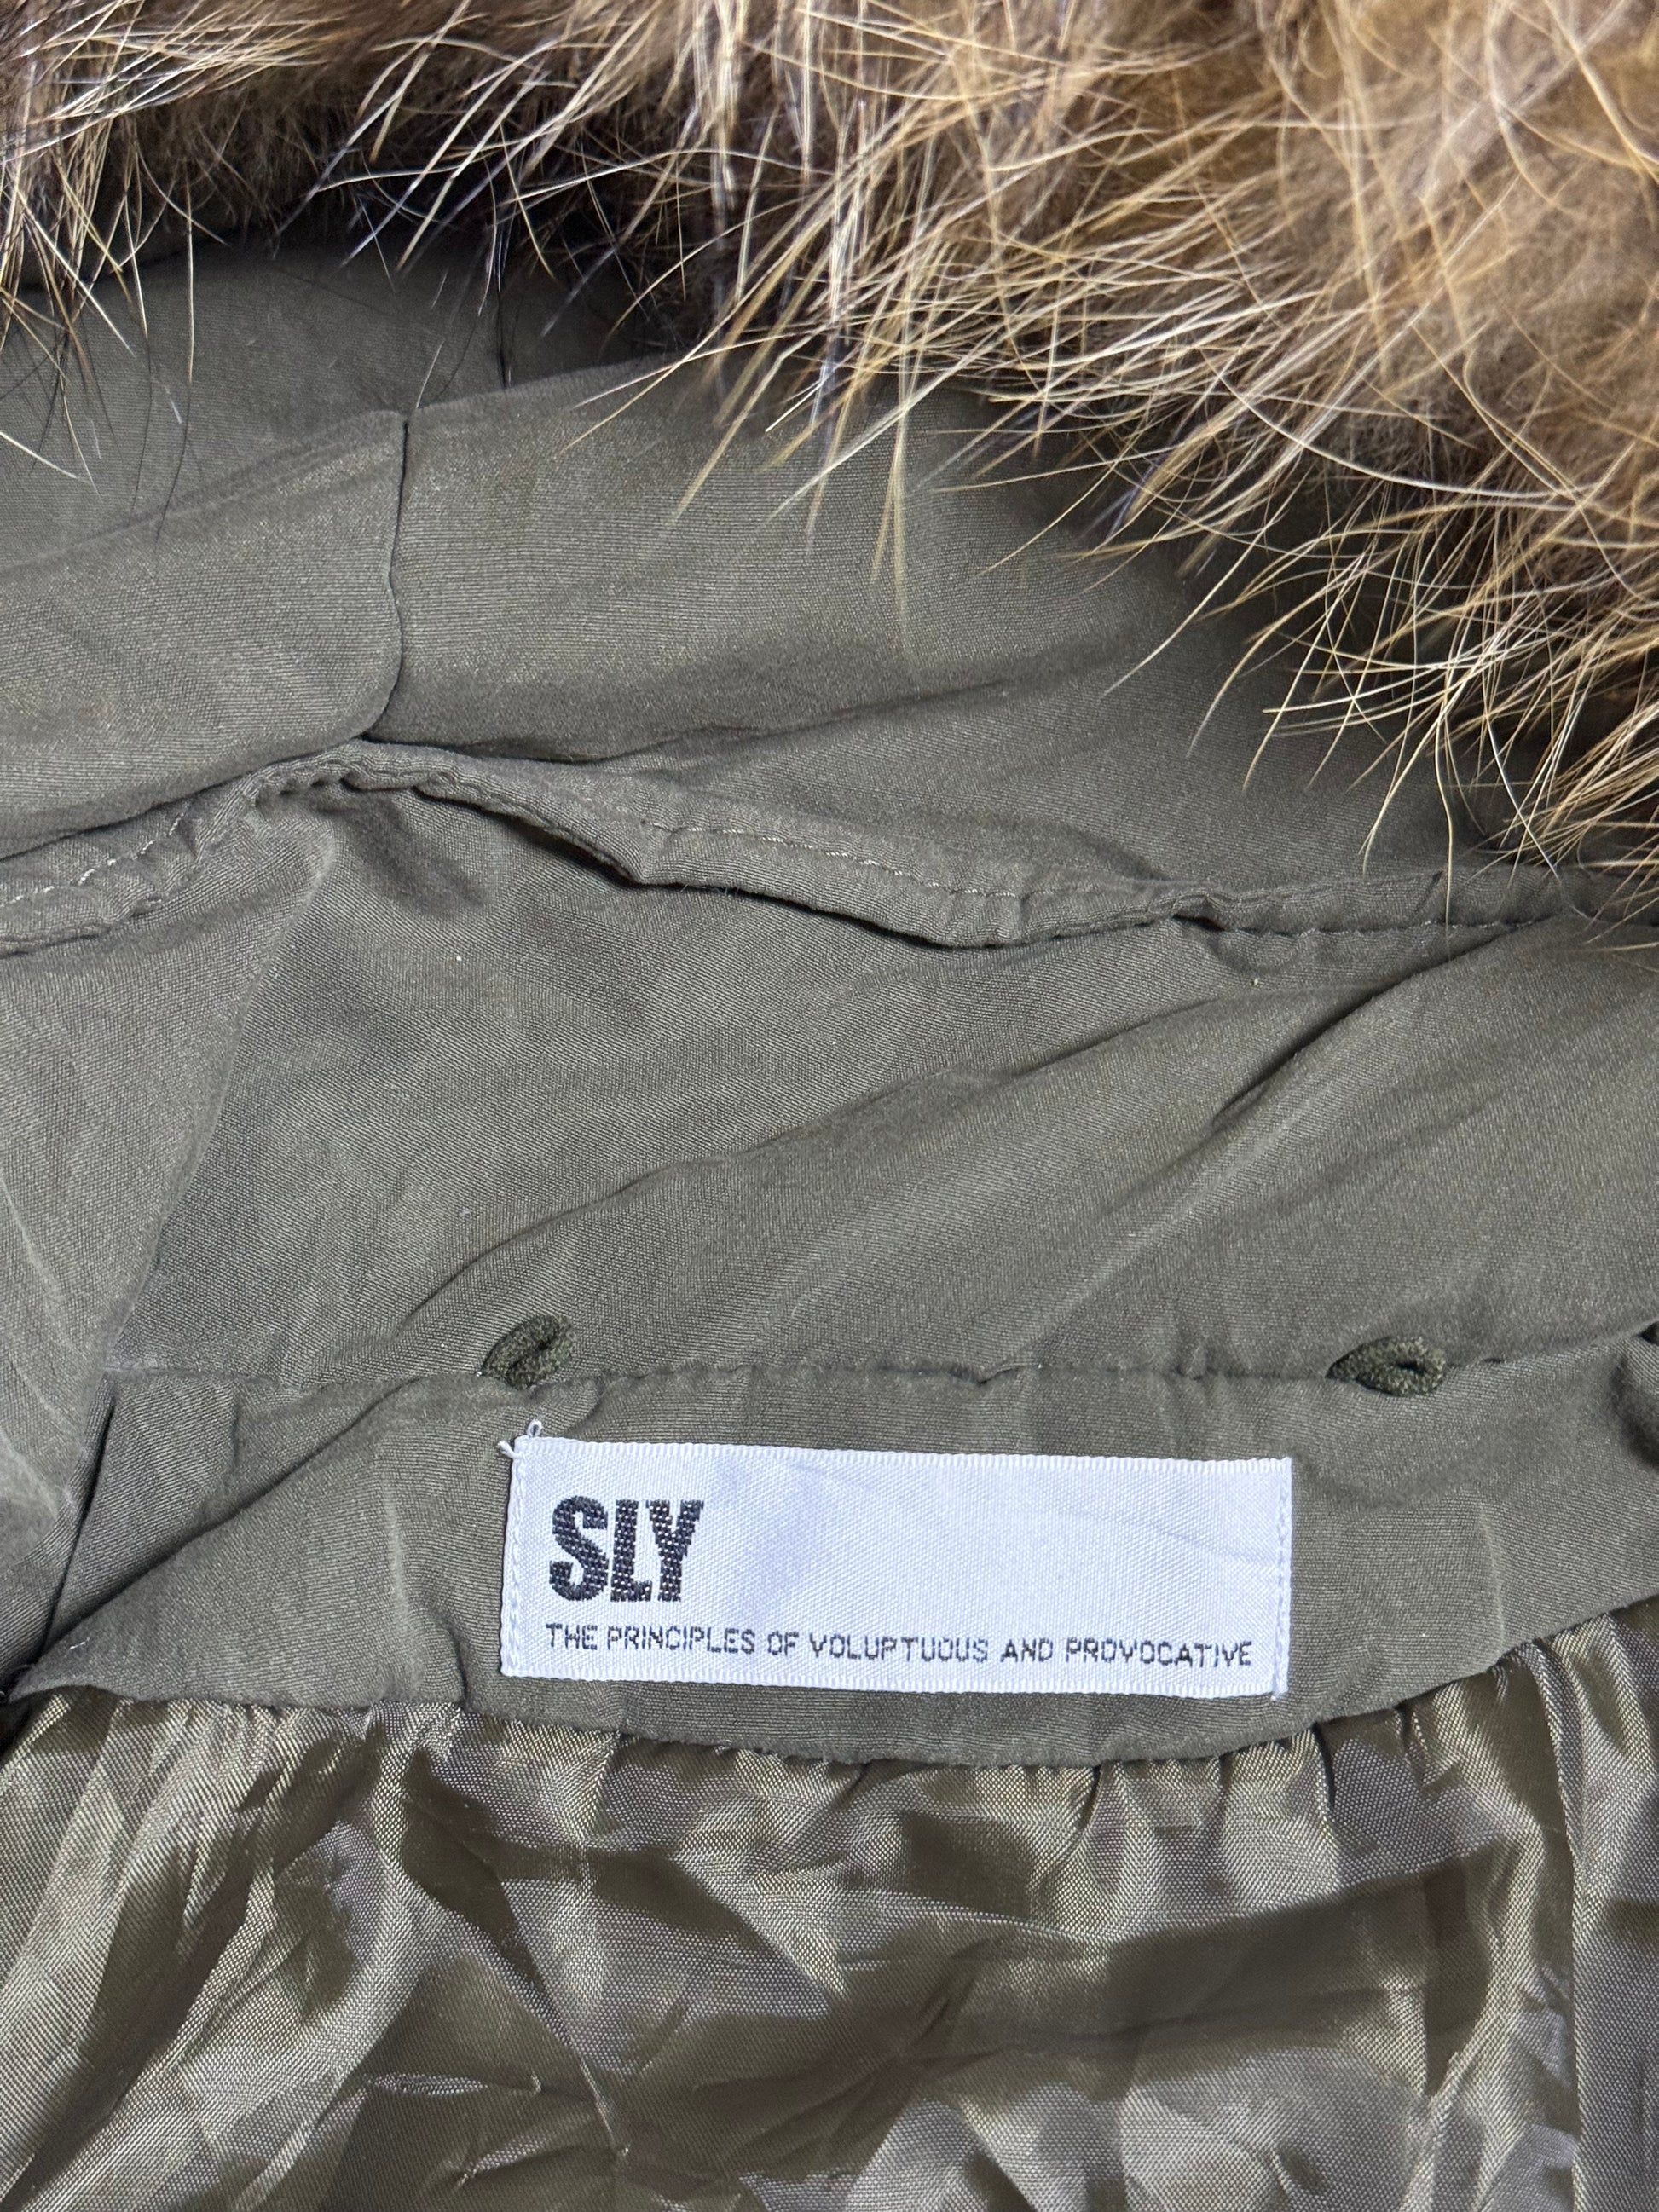 SLY
THE PRINCIPLES OF VOLUPTUOUS AND PROVOCATIVE